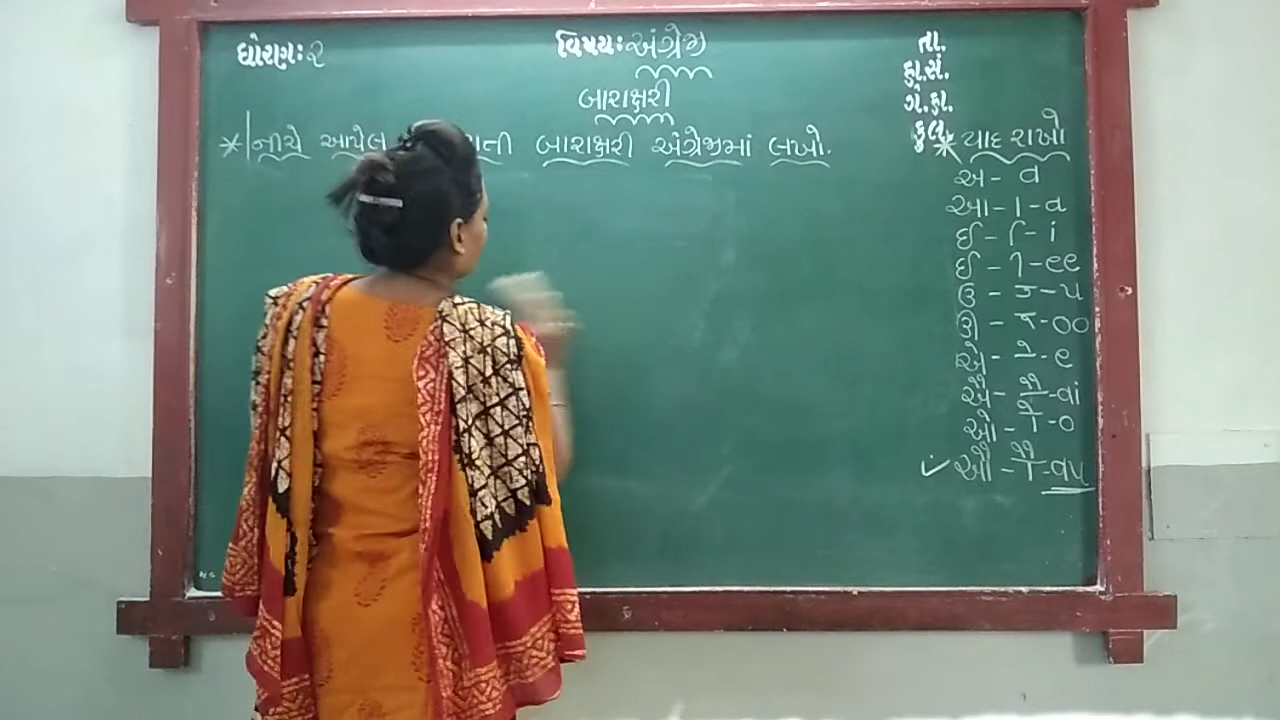 ધોરણ:૨
વિષય:અંગ્રેજી
તા.
હા.સં.
ગે.હા.
કુલ
બારાક્ષરી
* નીચે આપેલ બારાક્ષરી અંગ્રેજીમાં લખો.
* યાદ રાખો
અ - a
આ - ા - a
ઈ - િ - i
ઈ - ી - ee
ઉ - ુ - u
ઊ - ૂ - oo
એ - ે - e
ઐ - ૈ - ai
ઓ - ો - o
✓ ઔ - ૌ - au